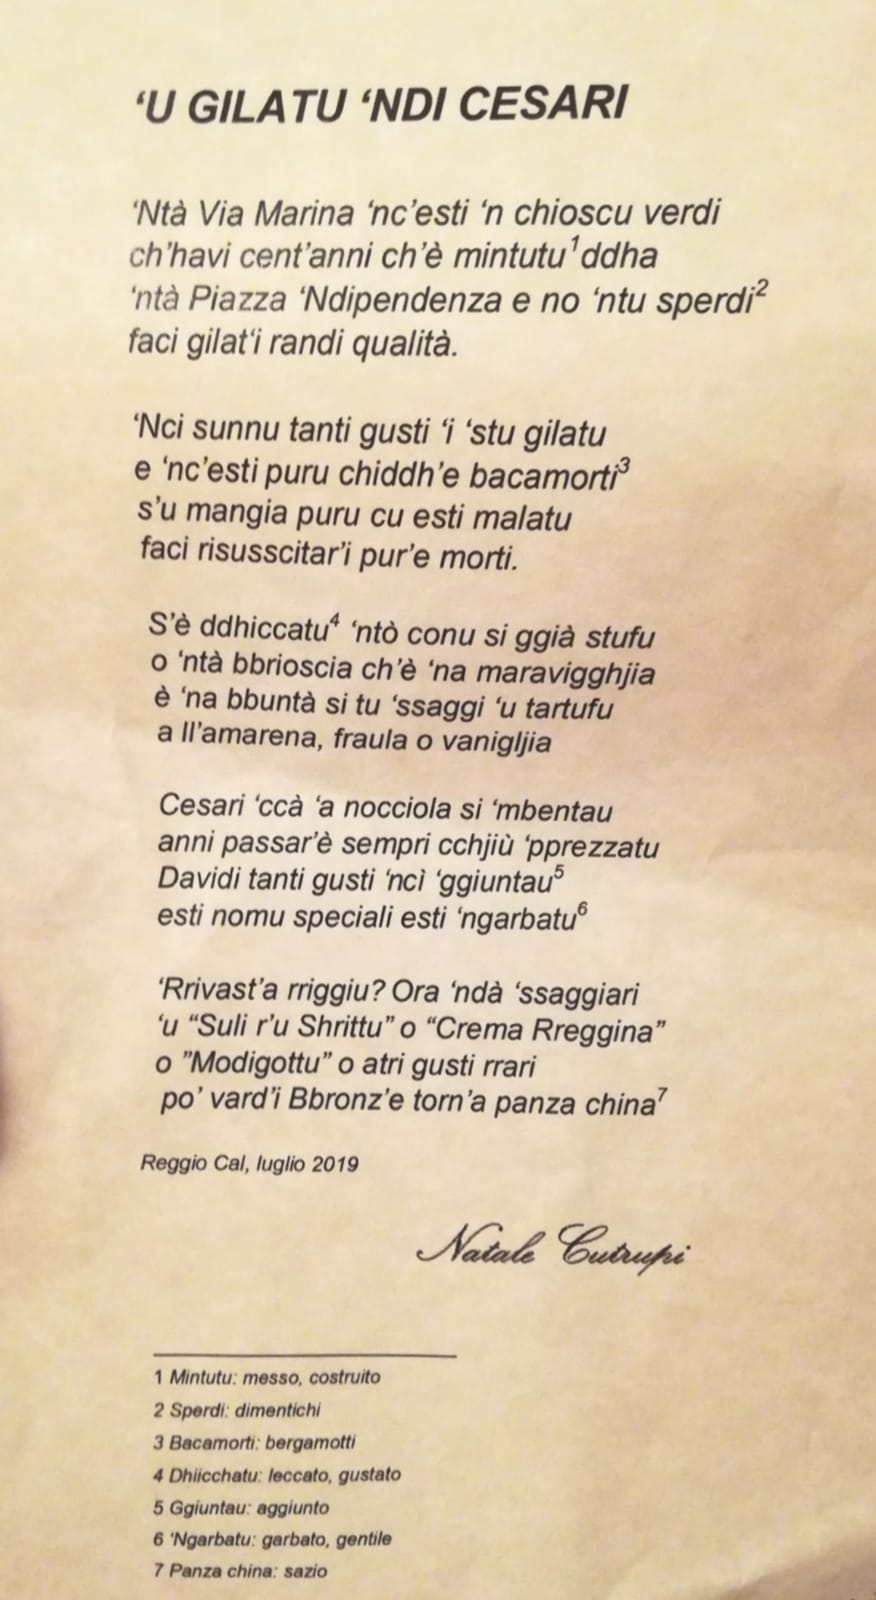 ‘U GILATU ‘NDI CESARI
‘Ntà Via Marina ‘nc’esti ‘n chioscu verdi
ch’havi cent’anni ch’è mintutu¹ ddha
‘ntà Piazza ‘Ndipendenza e no ‘ntu sperdi²
faci gilat‘i randi qualità.
‘Nci sunnu tanti gusti ‘i ‘stu gilatu
e ‘nc’esti puru chiddh’e bacamorti³
s’u mangia puru cu esti malatu
faci risusscitar’i pur’e morti.
S’è ddhiccatu⁴ ‘ntò conu si ggià stufu
o ‘ntà bbrioscia ch’è ‘na maravigghjia
è ‘na bbuntà si tu ‘ssaggi ‘u tartufu
a ll’amarena, fraula o vanigljia
Cesari ‘ccà ‘a nocciola si ‘mbentau
anni passar’è sempri cchjiù ‘pprezzatu
Davidi tanti gusti ‘ncì ‘ggiuntau⁵
esti nomu speciali esti ‘ngarbatu⁶
‘Rrivast’a rriggiu? Ora ‘ndà ‘ssaggiari
‘u “Suli r’u Shrittu” o “Crema Rreggina”
o ”Modigottu” o atri gusti rrari
po’ vard’i Bbronz’e torn’a panza china⁷
Reggio Cal, luglio 2019
Natale Cutrupi
1 Mintutu: messo, costruito
2 Sperdi: dimentichi
3 Bacamorti: bergamotti
4 Dhiicchatu: leccato, gustato
5 Ggiuntau: aggiunto
6 ‘Ngarbatu: garbato, gentile
7 Panza china: sazio